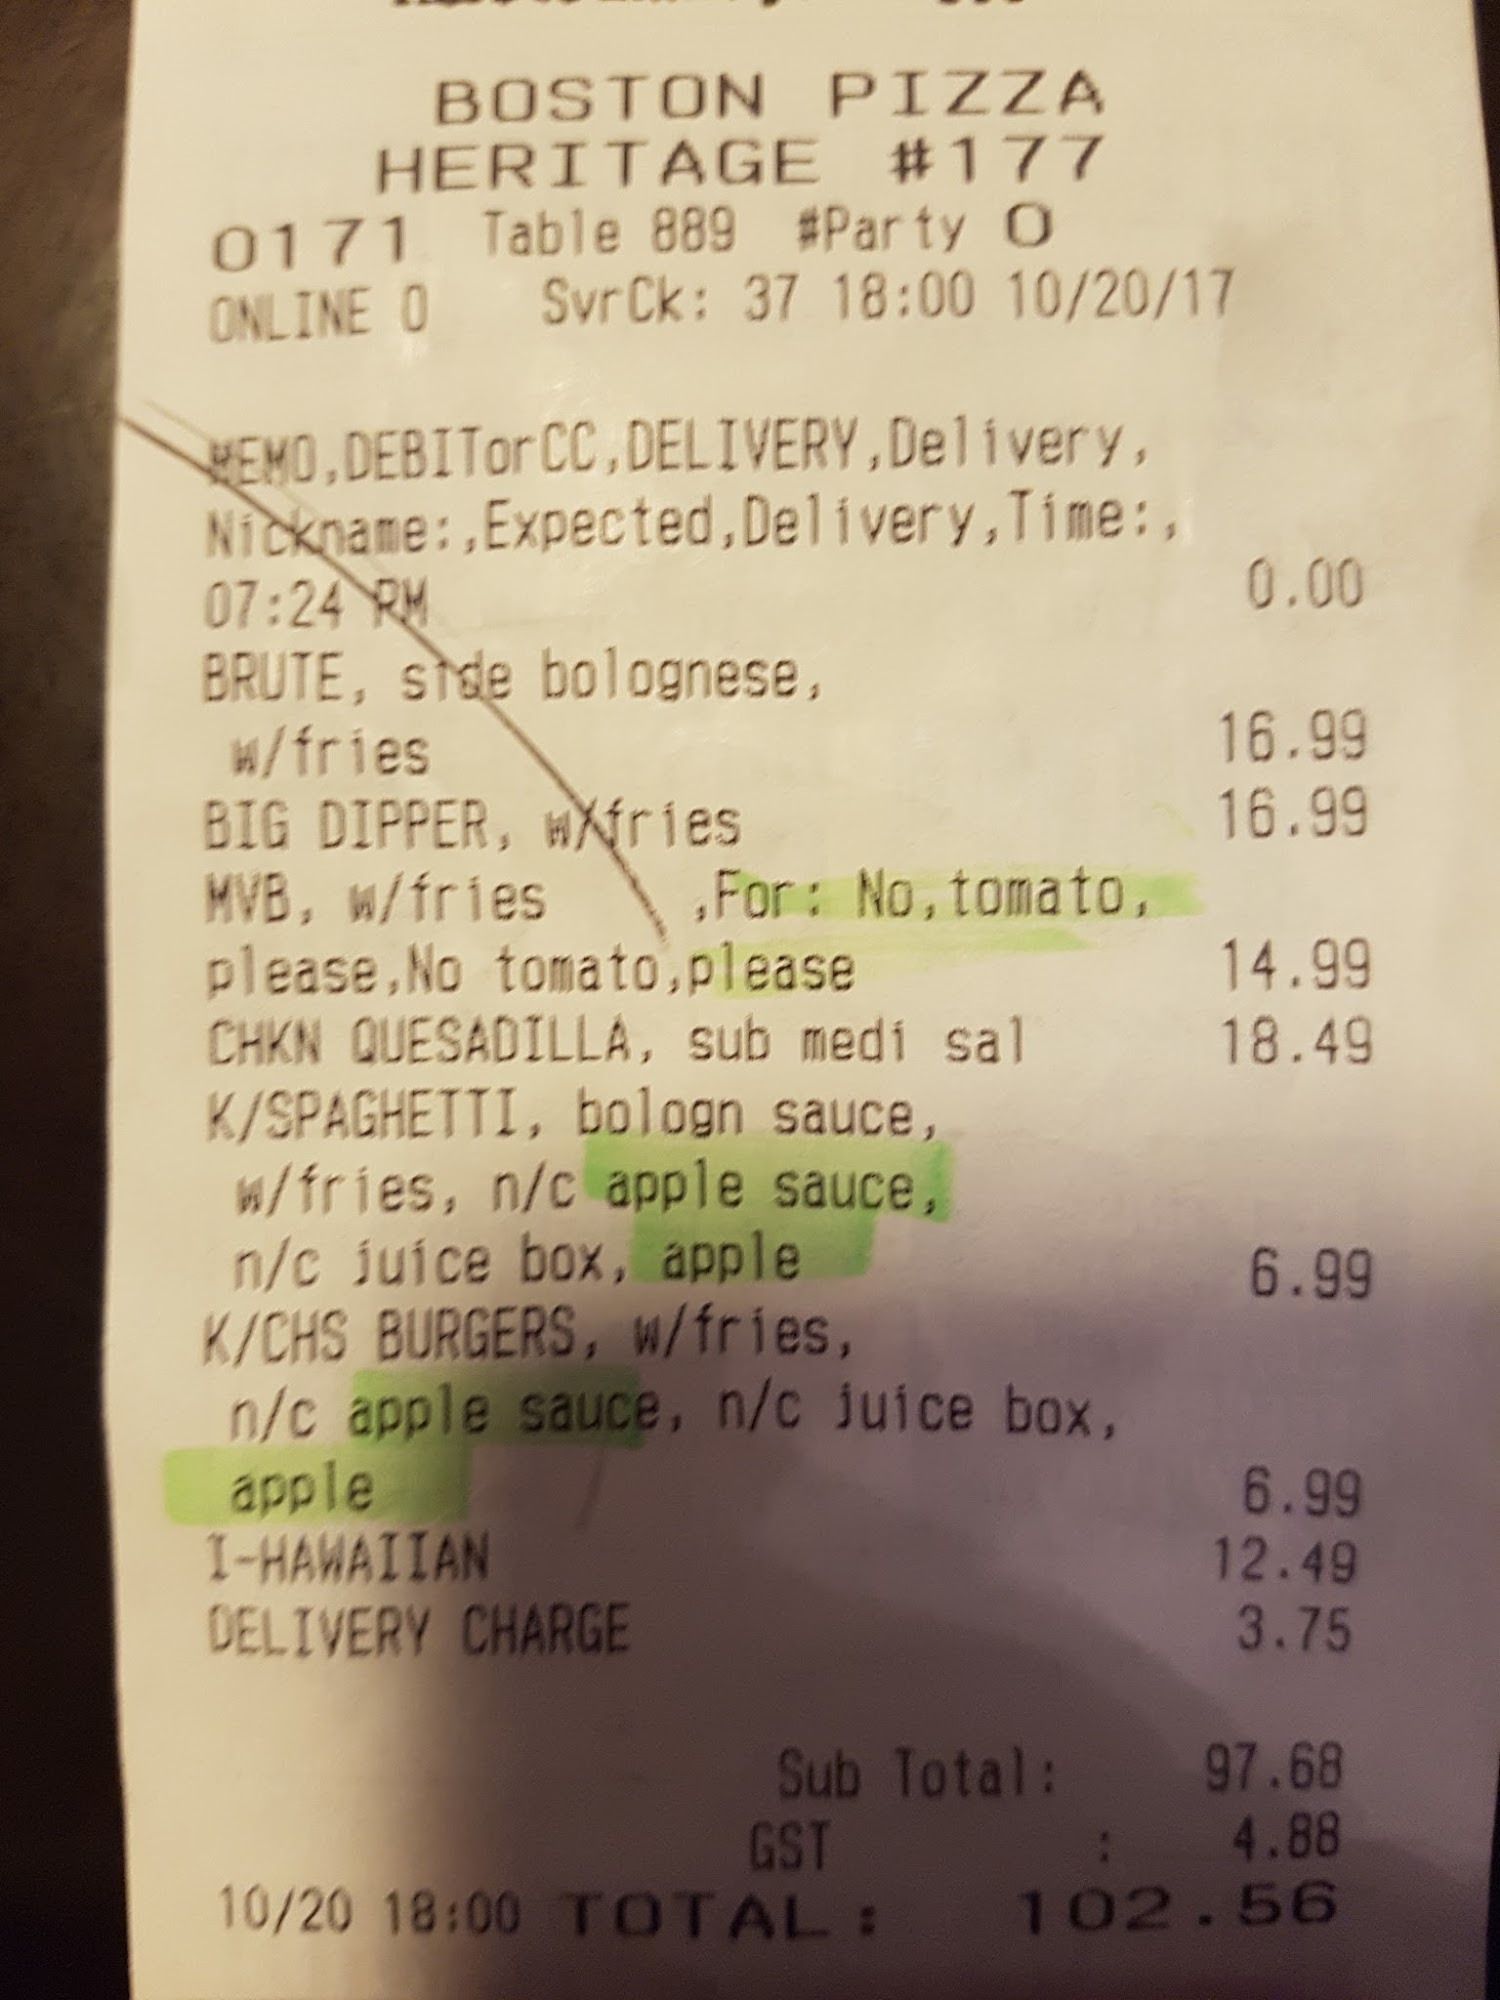 BOSTON PIZZA
HERITAGE #177
0171 Table 889 #Party 0
ONLINE O SvrCk: 37 18:00 10/20/17
MEMO,DEBITorCC,DELIVERY,Delivery,
Nickname:,Expected,Delivery,Time:,
07:24 PM 0.00
BRUTE, side bolognese,
w/fries 16.99
BIG DIPPER, w/fries 16.99
MVB, w/fries ,For: No,tomato,
please,No tomato,please 14.99
CHKN QUESADILLA, sub medi sal 18.49
K/SPAGHETTI, bologn sauce,
w/fries, n/c apple sauce,
n/c juice box, apple 6.99
K/CHS BURGERS, w/fries,
n/c apple sauce, n/c juice box,
apple 6.99
I-HAWAIIAN 12.49
DELIVERY CHARGE 3.75
Sub Total: 97.68
GST : 4.88
10/20 18:00 TOTAL: 102.56